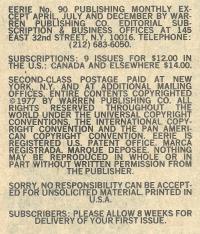 EERIE No. 90 PUBLISHING MONTHLY EX-
CEPT APRIL, JULY AND DECEMBER BY WAR-
REN PUBLISHING CO. EDITORIAL, SUB-
SCRIPTION & BUSINESS OFFICES AT 145
EAST 32nd STREET, N.Y. 10016. TELEPHONE:
(212) 683-6050.
SUBSCRIPTIONS: 9 ISSUES FOR $12.00 IN
THE U.S.; CANADA AND ELSEWHERE $14.00.
SECOND-CLASS POSTAGE PAID AT NEW
YORK, N.Y. AND AT ADDITIONAL MAILING
OFFICES. ENTIRE CONTENTS COPYRIGHTED
©1977 BY WARREN PUBLISHING CO. ALL
RIGHTS RESERVED THROUGHOUT THE
WORLD UNDER THE UNIVERSAL COPYRIGHT
CONVENTIONS, THE INTERNATIONAL COPY-
RIGHT CONVENTION AND THE PAN AMERI-
CAN COPYRIGHT CONVENTION. EERIE IS
REGISTERED U.S. PATENT OFFICE. MARCA
REGISTRADA. MARQUE DEPOSEE. NOTHING
MAY BE REPRODUCED IN WHOLE OR IN
PART WITHOUT WRITTEN PERMISSION FROM
THE PUBLISHER.
SORRY, NO RESPONSIBILITY CAN BE ACCEPT-
ED FOR UNSOLICITED MATERIAL. PRINTED IN
U.S.A.
SUBSCRIBERS: PLEASE ALLOW 8 WEEKS FOR
DELIVERY OF YOUR FIRST ISSUE.